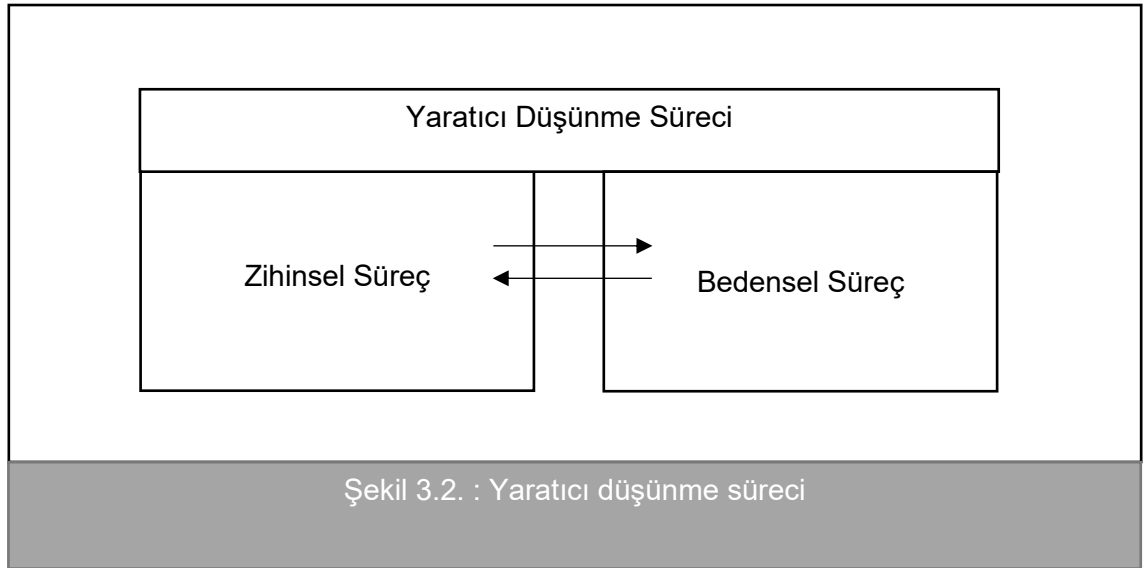 Yaratıcı Düşünme Süreci
Zihinsel Süreç
Bedensel Süreç
Şekil 3.2. : Yaratıcı düşünme süreci